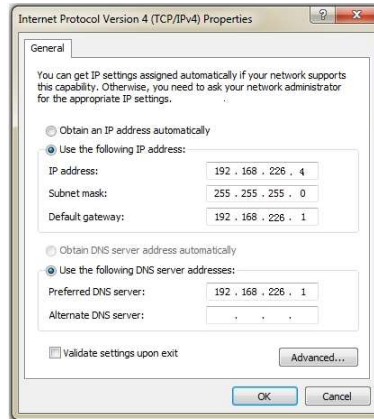 Internet Protocol Version 4 (TCP/IPv4) Properties
General
You can get IP settings assigned automatically if your network supports
this capability. Otherwise, you need to ask your network administrator
for the appropriate IP settings.
Obtain an IP address automatically
Use the following IP address:
IP address: 192 . 168 . 226 . 4
Subnet mask: 255 . 255 . 255 . 0
Default gateway: 192 . 168 . 226 . 1
Obtain DNS server address automatically
Use the following DNS server addresses:
Preferred DNS server: 192 . 168 . 226 . 1
Alternate DNS server: . . .
Validate settings upon exit
Advanced...
OK Cancel